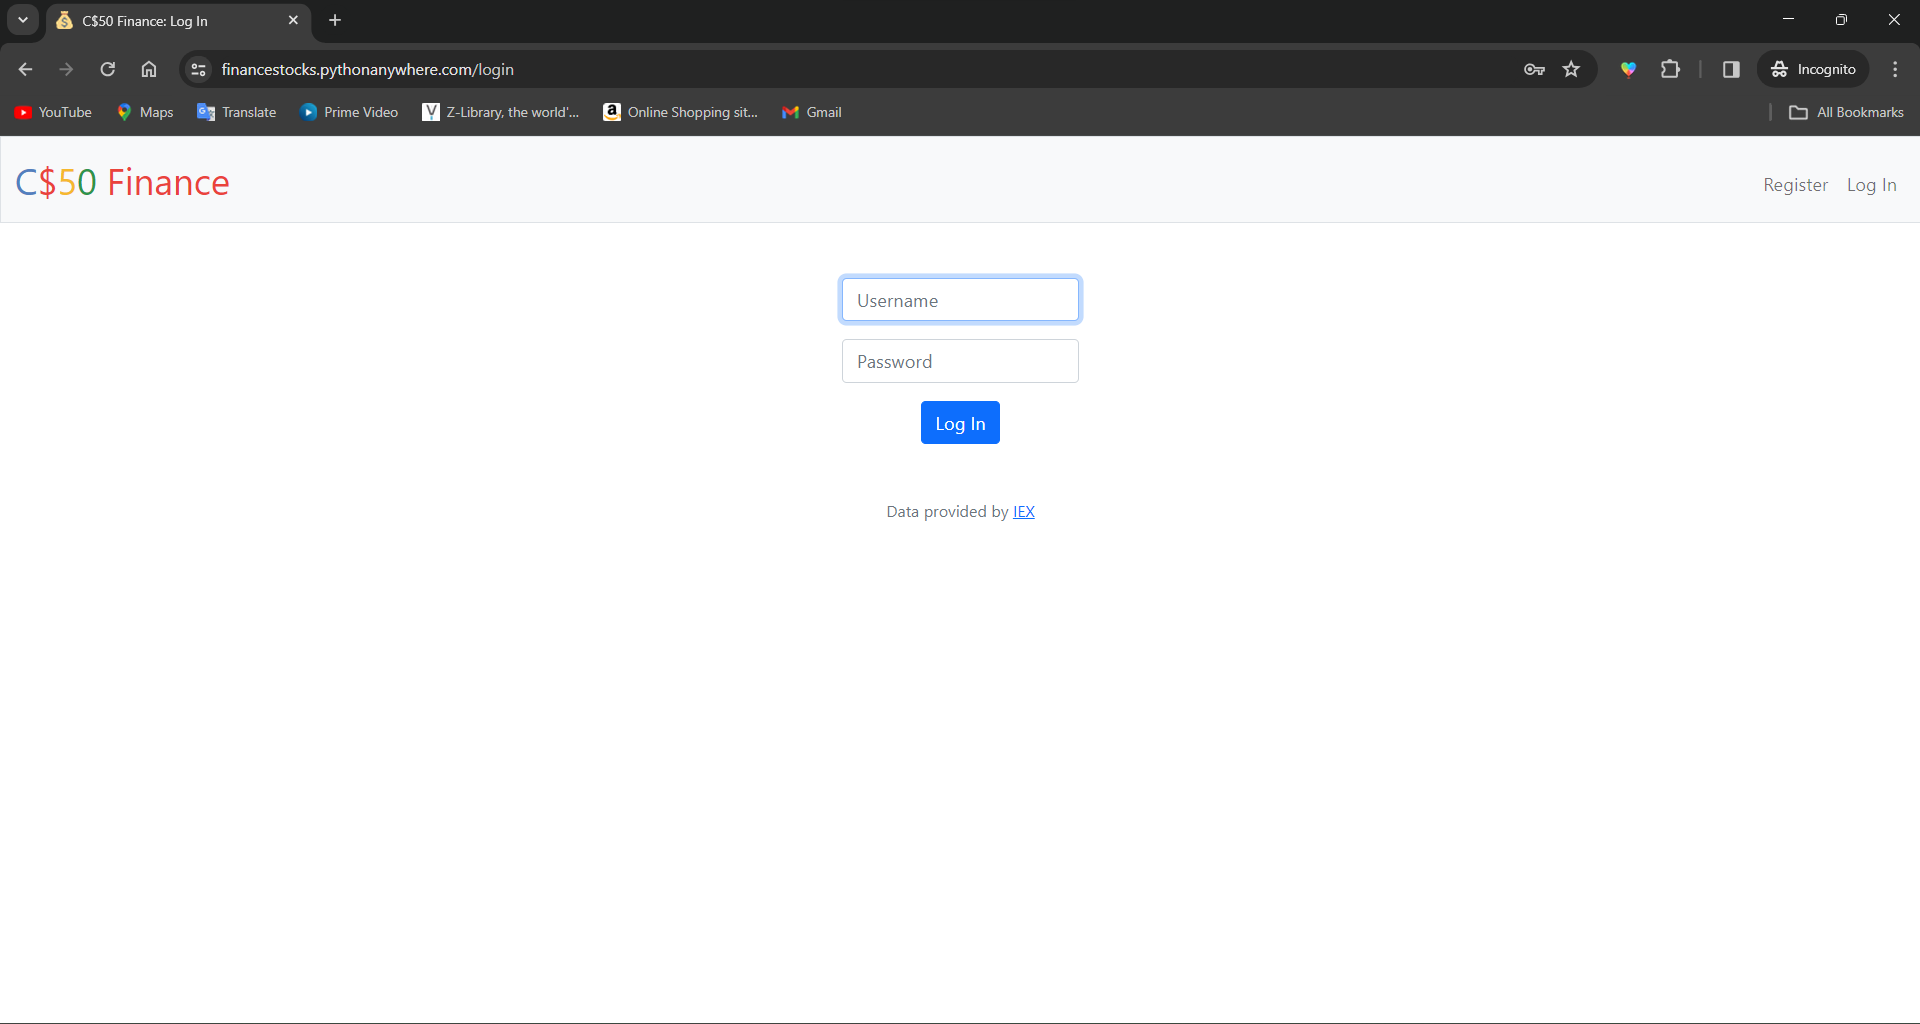 C$50 Finance: Log In
financestocks.pythonanywhere.com/login
Incognito
YouTube
Maps
Translate
Prime Video
Z-Library, the world'...
Online Shopping sit...
Gmail
All Bookmarks
C$50 Finance
Register
Log In
Username
Password
Log In
Data provided by IEX